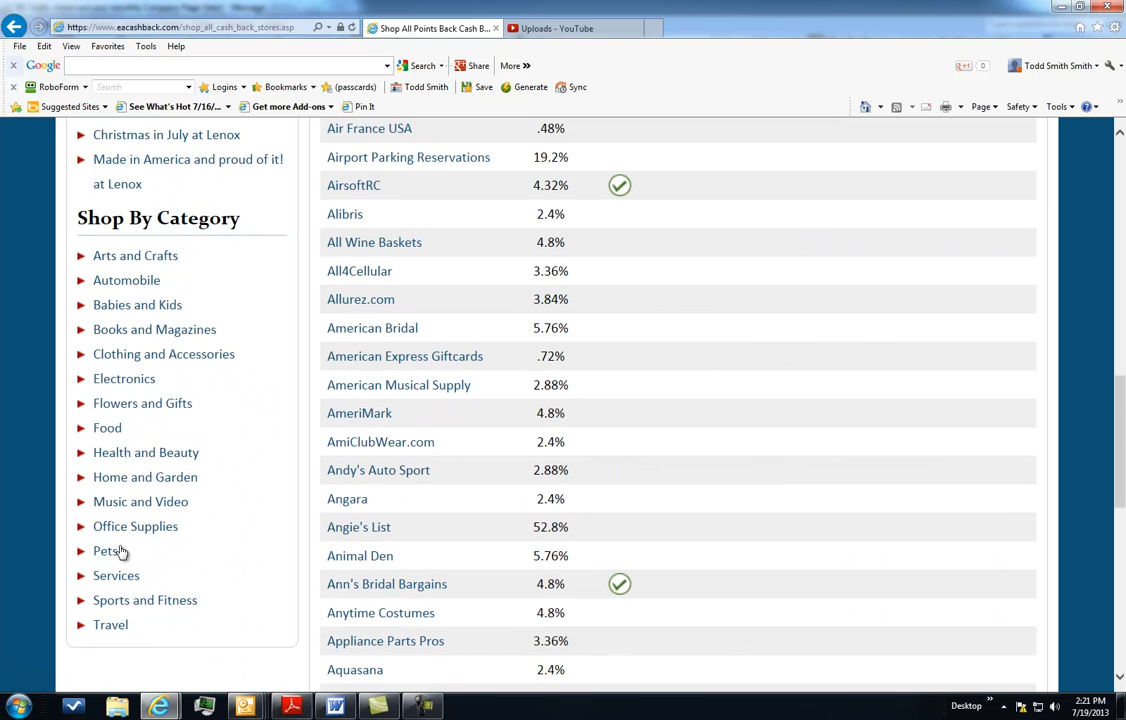 https://www.eacashback.com/shop_all_cash_back_stores.asp
Shop All Points Back Cash B...
Uploads - YouTube
File Edit View Favorites Tools Help
Google Search Share More »
+1 0 Todd Smith Smith
RoboForm Search Logins Bookmarks (passcards) Todd Smith Save Generate Sync
Suggested Sites See What's Hot 7/16/... Get more Add-ons Pin It
Page Safety Tools
Christmas in July at Lenox
Made in America and proud of it!
at Lenox
Shop By Category
Arts and Crafts
Automobile
Babies and Kids
Books and Magazines
Clothing and Accessories
Electronics
Flowers and Gifts
Food
Health and Beauty
Home and Garden
Music and Video
Office Supplies
Pets
Services
Sports and Fitness
Travel
Air France USA .48%
Airport Parking Reservations 19.2%
AirsoftRC 4.32%
Alibris 2.4%
All Wine Baskets 4.8%
All4Cellular 3.36%
Allurez.com 3.84%
American Bridal 5.76%
American Express Giftcards .72%
American Musical Supply 2.88%
AmeriMark 4.8%
AmiClubWear.com 2.4%
Andy's Auto Sport 2.88%
Angara 2.4%
Angie's List 52.8%
Animal Den 5.76%
Ann's Bridal Bargains 4.8%
Anytime Costumes 4.8%
Appliance Parts Pros 3.36%
Aquasana 2.4%
Desktop »
2:21 PM
7/19/2013